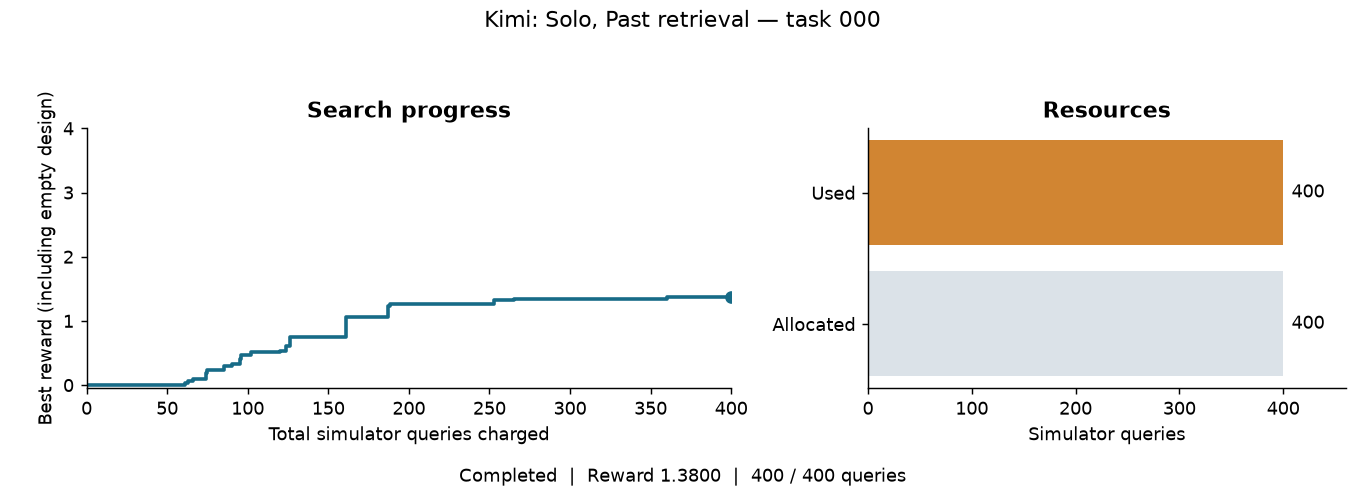 Kimi: Solo, Past retrieval — task 000
Search progress
Best reward (including empty design)
4
3
2
1
0
0 50 100 150 200 250 300 350 400
Total simulator queries charged
Resources
Used
400
Allocated
400
0 100 200 300 400
Simulator queries
Completed | Reward 1.3800 | 400 / 400 queries